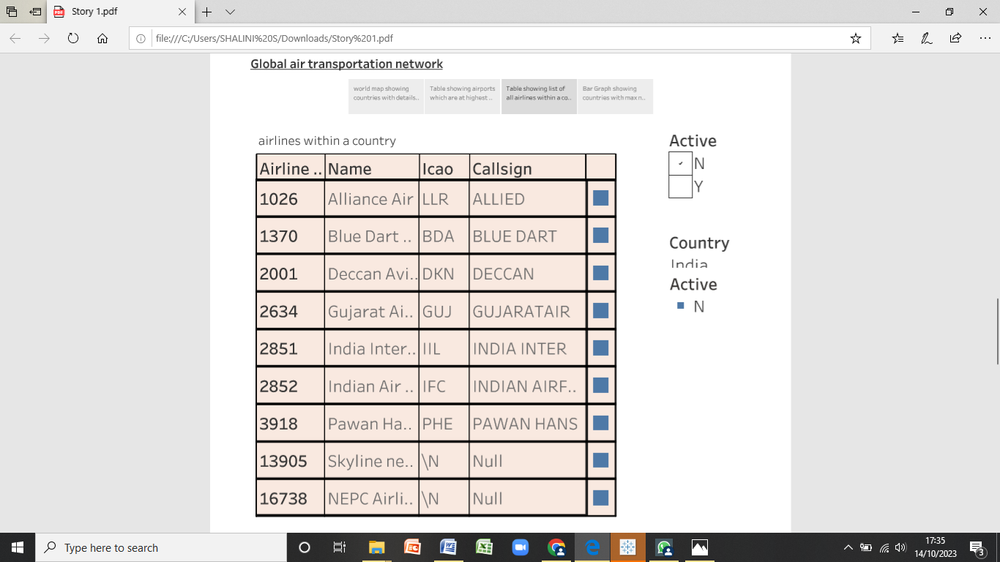 Story 1.pdf
file:///C:/Users/SHALINI%20S/Downloads/Story%201.pdf
Global air transportation network
world map showing countries with details..
Table showing airports which are at highest ..
Table showing list of all airlines within a co..
Bar Graph showing countries with max n..
airlines within a country
Airline .. Name Icao Callsign
1026 Alliance Air LLR ALLIED
1370 Blue Dart .. BDA BLUE DART
2001 Deccan Avi.. DKN DECCAN
2634 Gujarat Ai.. GUJ GUJARATAIR
2851 India Inter.. IIL INDIA INTER
2852 Indian Air .. IFC INDIAN AIRF..
3918 Pawan Ha.. PHE PAWAN HANS
13905 Skyline ne.. \N Null
16738 NEPC Airli.. \N Null
Active
N
Y
Country
India
Active
N
Type here to search
17:35
14/10/2023
3